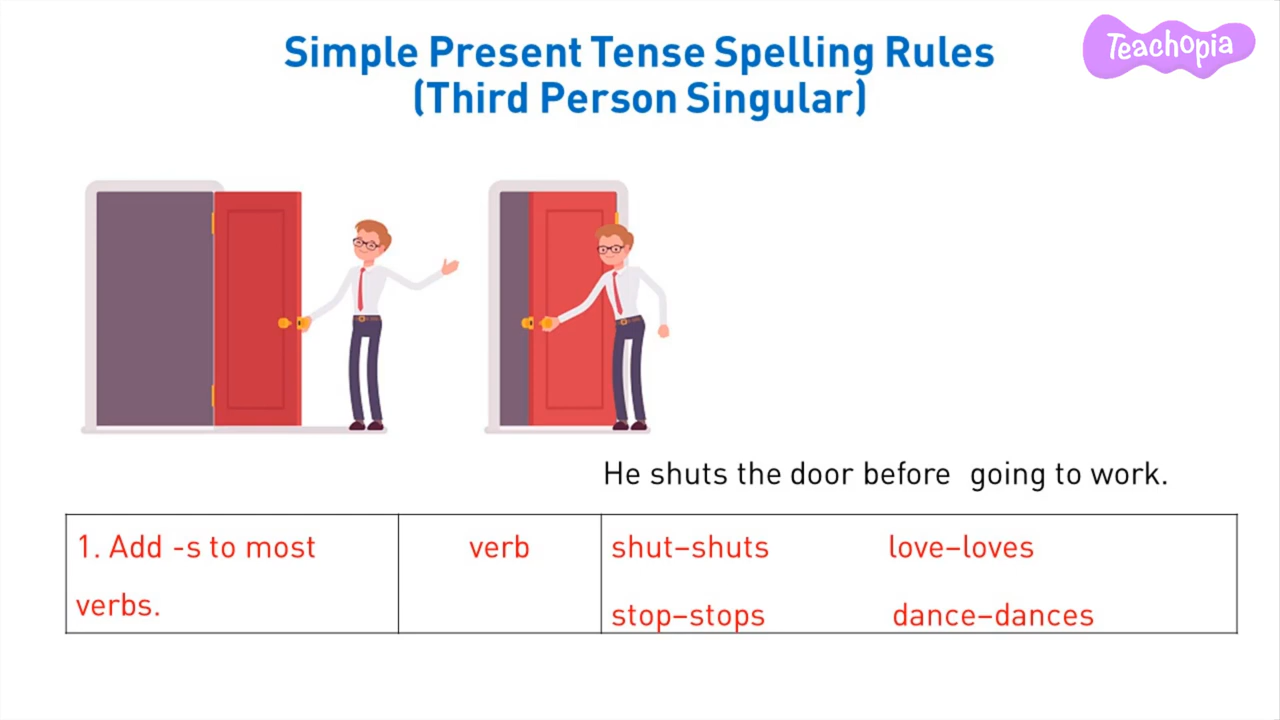 Simple Present Tense Spelling Rules
(Third Person Singular)
Teachopia
He shuts the door before going to work.
1. Add -s to most
verbs.
verb
shut–shuts love–loves
stop–stops dance–dances